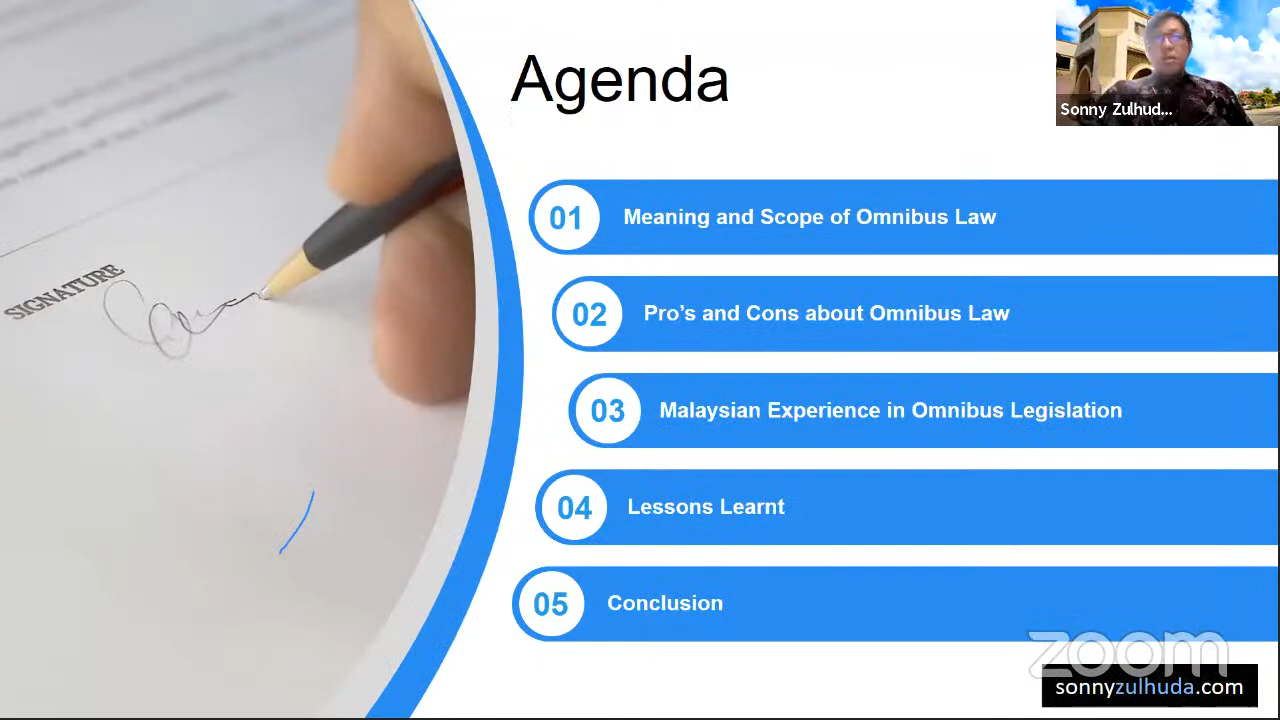 Agenda
Sonny Zulhud...
01
Meaning and Scope of Omnibus Law
02
Pro's and Cons about Omnibus Law
03
Malaysian Experience in Omnibus Legislation
04
Lessons Learnt
05
Conclusion
SIGNATURE
zoom
sonnyzulhuda.com